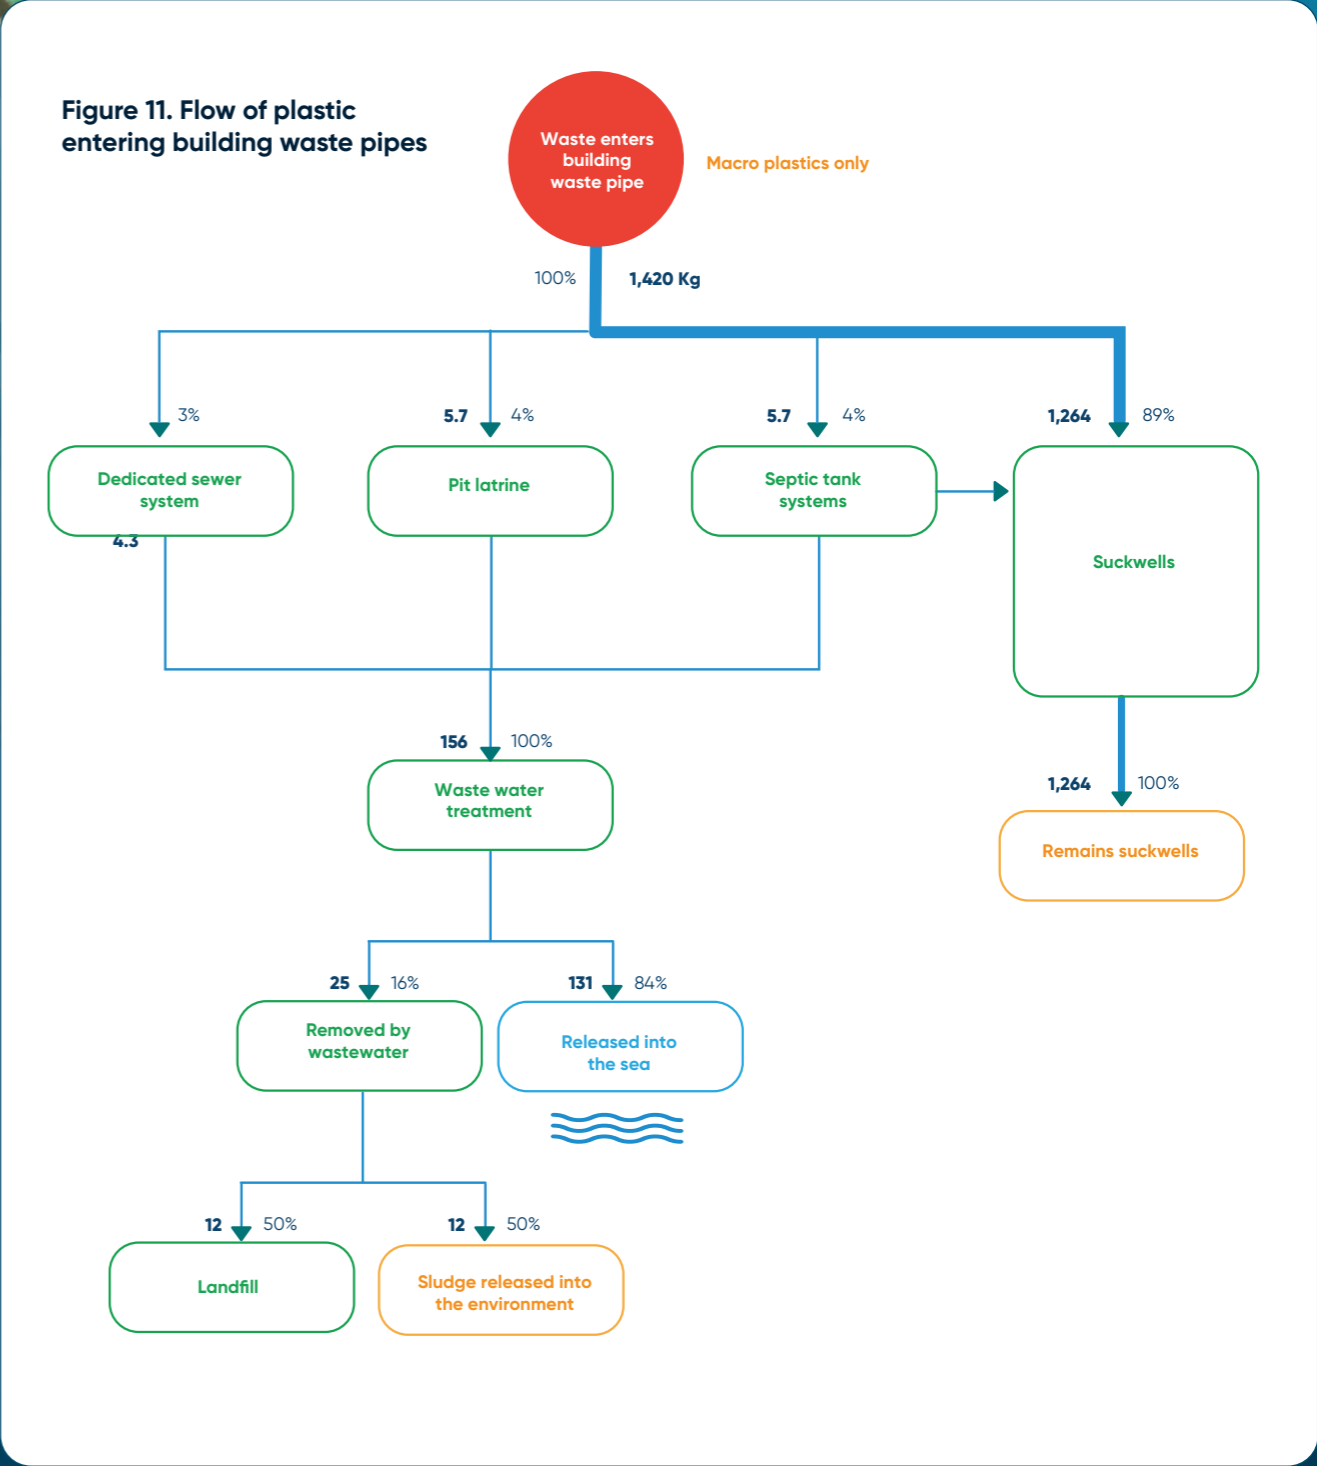 Figure 11. Flow of plastic
entering building waste pipes
Waste enters
building
waste pipe
Macro plastics only
100%
1,420 Kg
3%
5.7
4%
5.7
4%
1,264
89%
Dedicated sewer
system
4.3
Pit latrine
Septic tank
systems
Suckwells
156
100%
Waste water
treatment
1,264
100%
Remains suckwells
25
16%
131
84%
Removed by
wastewater
Released into
the sea
12
50%
12
50%
Landfill
Sludge released into
the environment